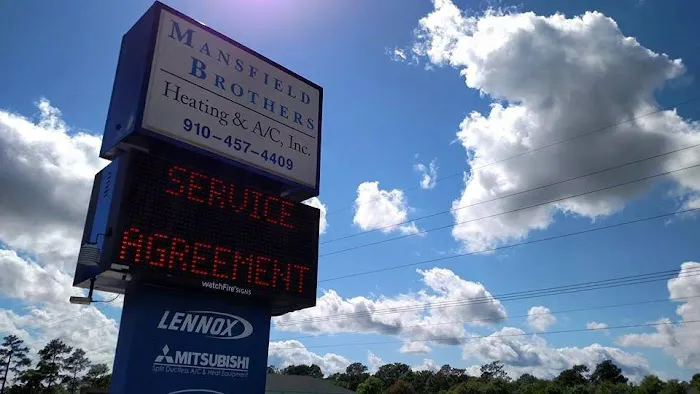 MANSFIELD
BROTHERS
Heating & A/C, Inc.
910-457-4409
SERVICE
AGREEMENT
watchfire SIGNS
LENNOX
MITSUBISHI
Split Ductless A/C & Heat Equipment